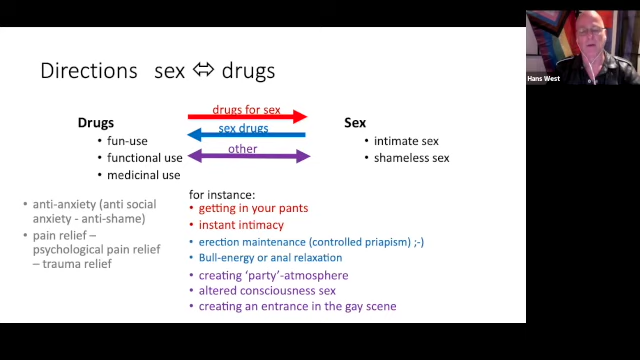 Directions sex ⇔ drugs
Hans West
Drugs
• fun-use
• functional use
• medicinal use
drugs for sex
sex drugs
other
Sex
• intimate sex
• shameless sex
• anti-anxiety (anti social
anxiety - anti-shame)
• pain relief –
psychological pain relief
– trauma relief
for instance:
• getting in your pants
• instant intimacy
• erection maintenance (controlled priapism) ;-)
• Bull-energy or anal relaxation
• creating ‘party’-atmosphere
• altered consciousness sex
• creating an entrance in the gay scene